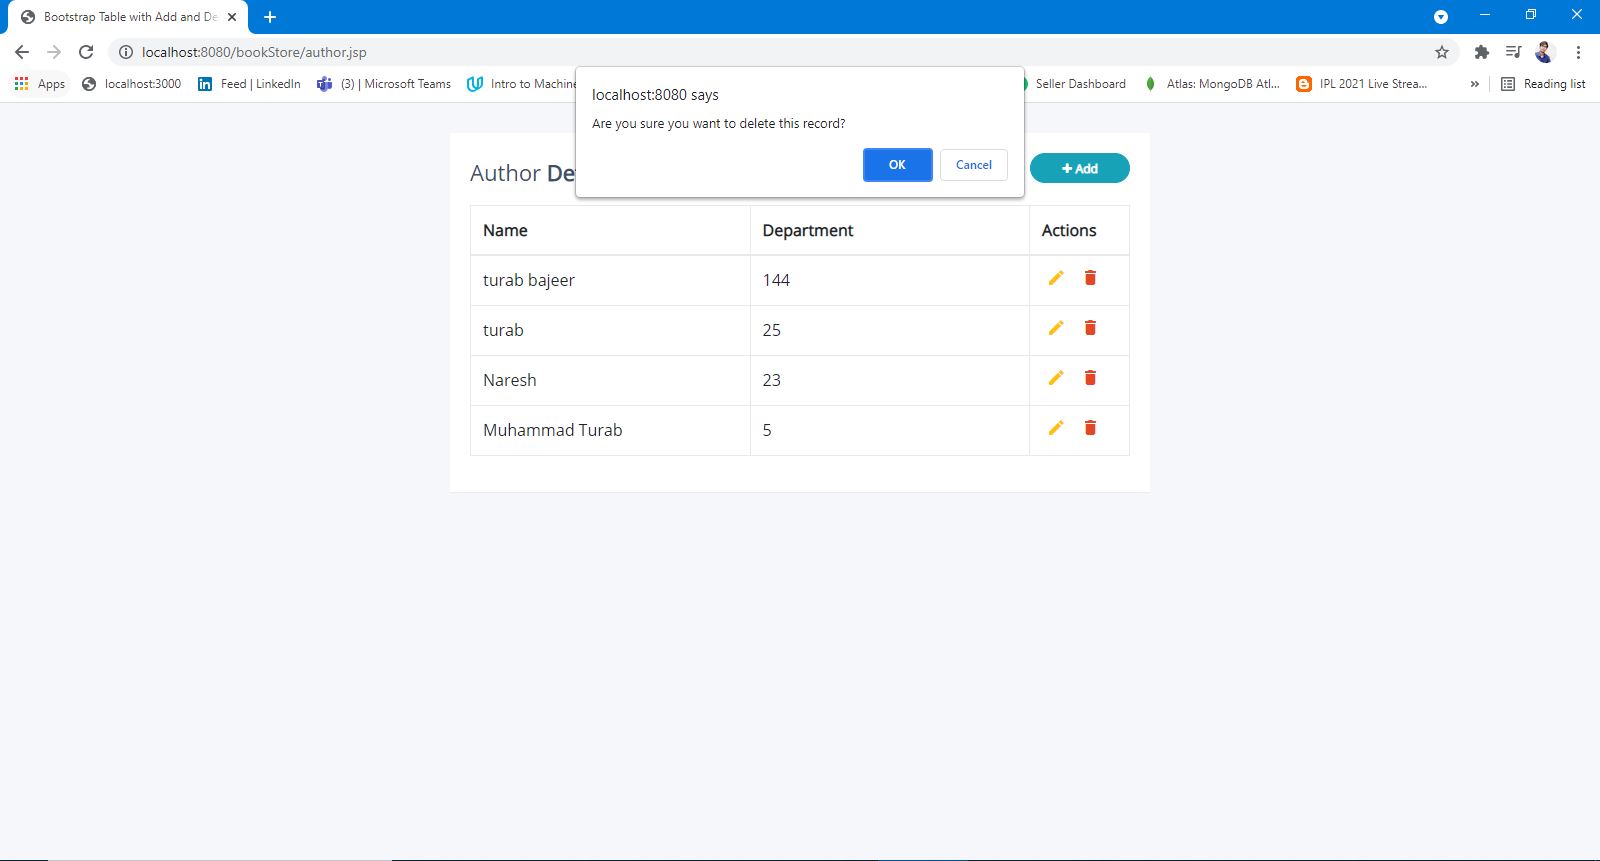 Bootstrap Table with Add and De
localhost:8080/bookStore/author.jsp
Apps
localhost:3000
Feed | LinkedIn
(3) | Microsoft Teams
Intro to Machine
Seller Dashboard
Atlas: MongoDB Atl...
IPL 2021 Live Strea...
»
Reading list
localhost:8080 says
Are you sure you want to delete this record?
OK
Cancel
Author De
+ Add
Name Department Actions
turab bajeer 144
turab 25
Naresh 23
Muhammad Turab 5